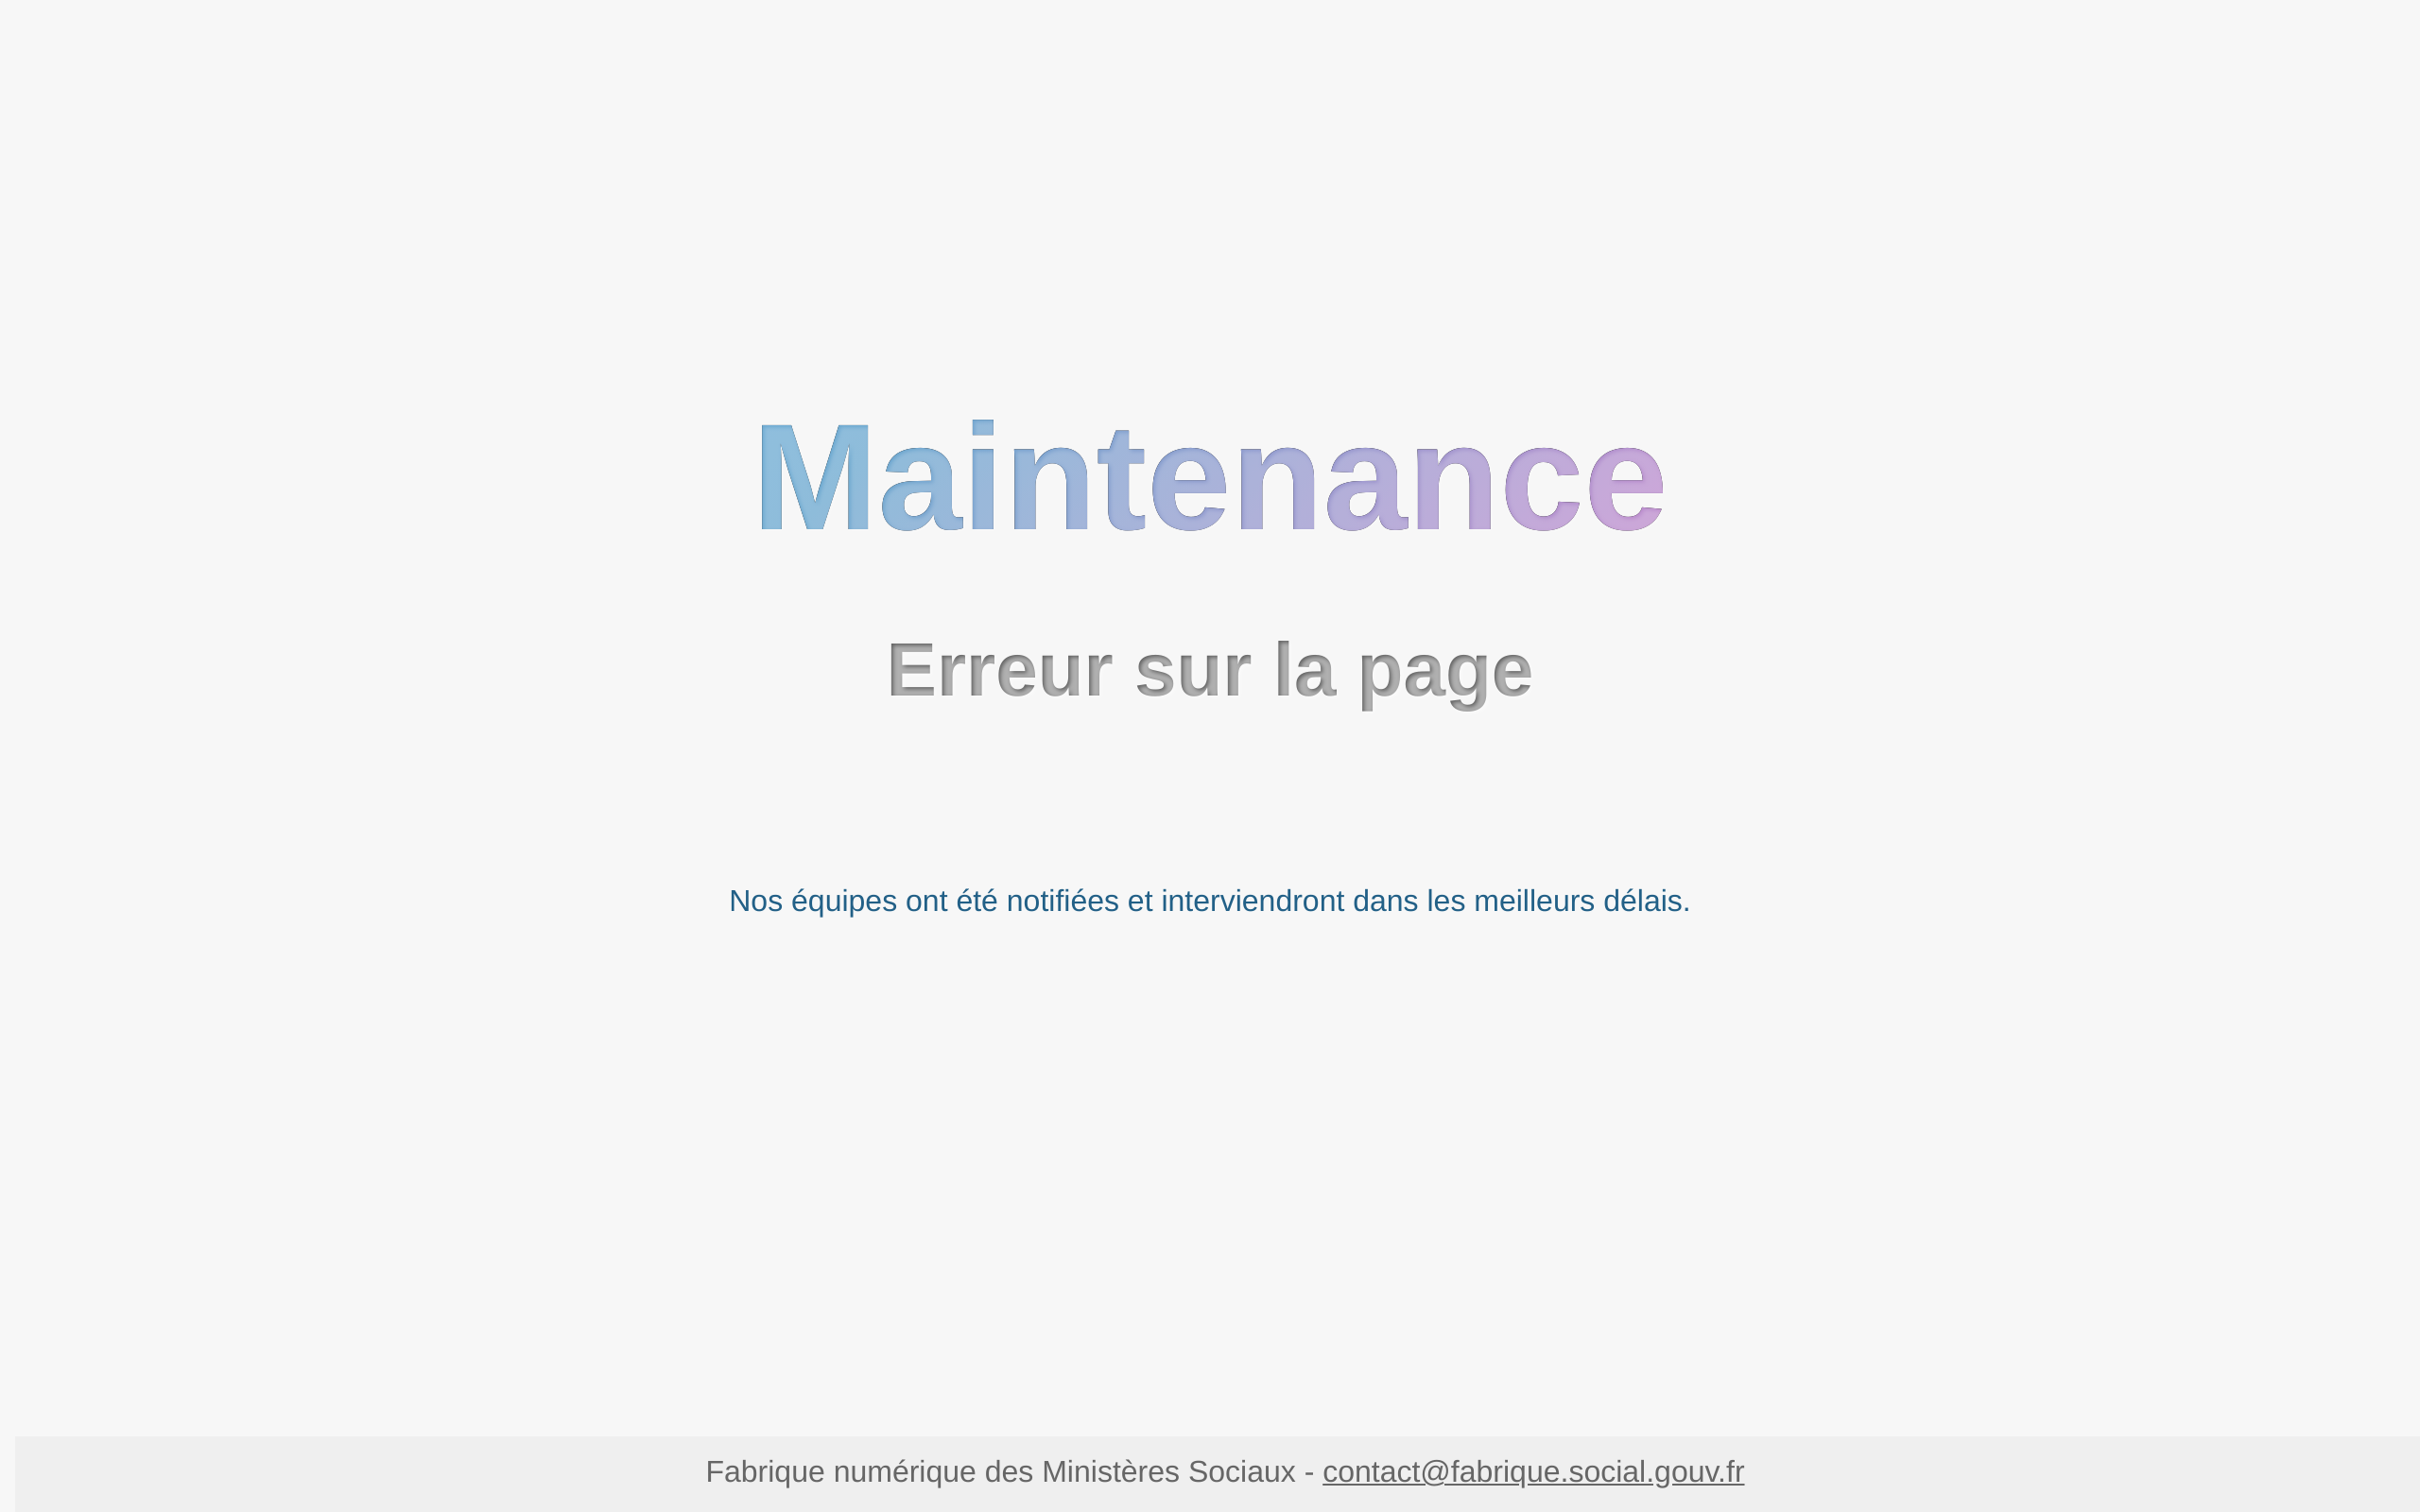 Maintenance
Erreur sur la page
Nos équipes ont été notifiées et interviendront dans les meilleurs délais.
Fabrique numérique des Ministères Sociaux - contact@fabrique.social.gouv.fr